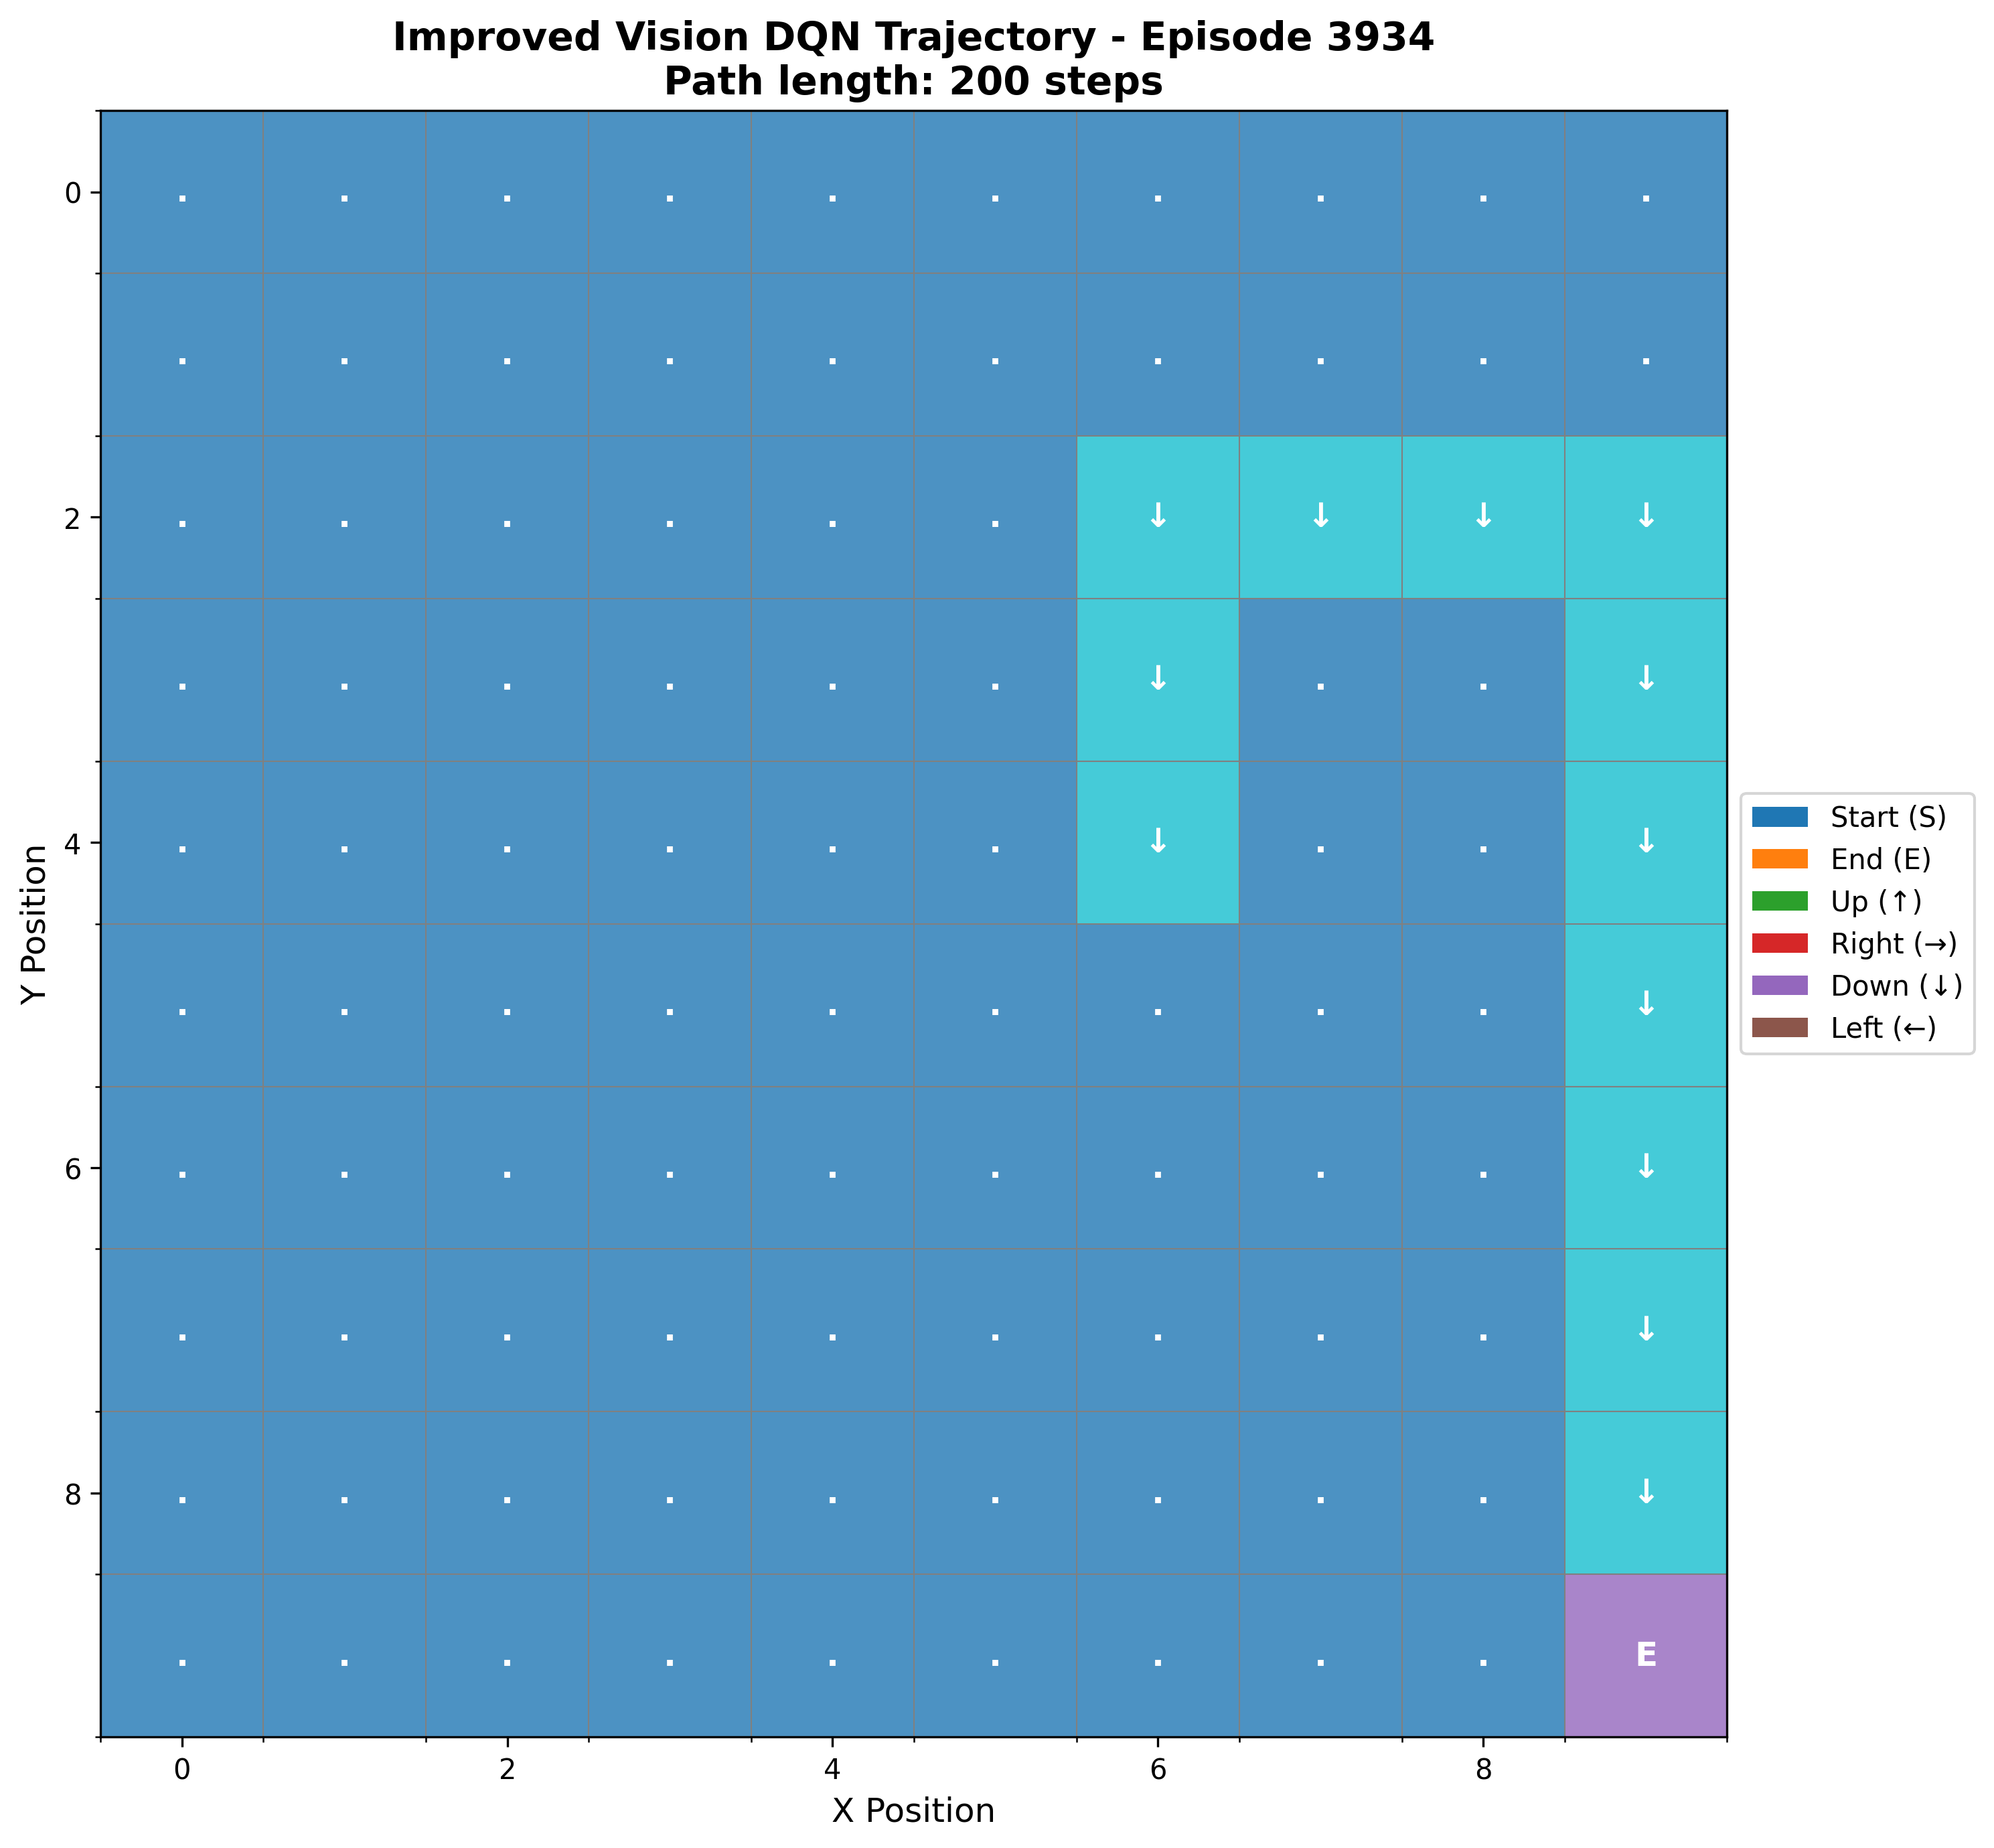 Improved Vision DQN Trajectory - Episode 3934
Path length: 200 steps
0 . . . . . . . . . .
. . . . . . . . . .
2 . . . . . . ↓ ↓ ↓ ↓
. . . . . . ↓ . . ↓
4 . . . . . . ↓ . . ↓
. . . . . . . . . ↓
6 . . . . . . . . . ↓
. . . . . . . . . ↓
8 . . . . . . . . . ↓
. . . . . . . . . E
0 2 4 6 8
X Position
Y Position
Start (S)
End (E)
Up (↑)
Right (→)
Down (↓)
Left (←)